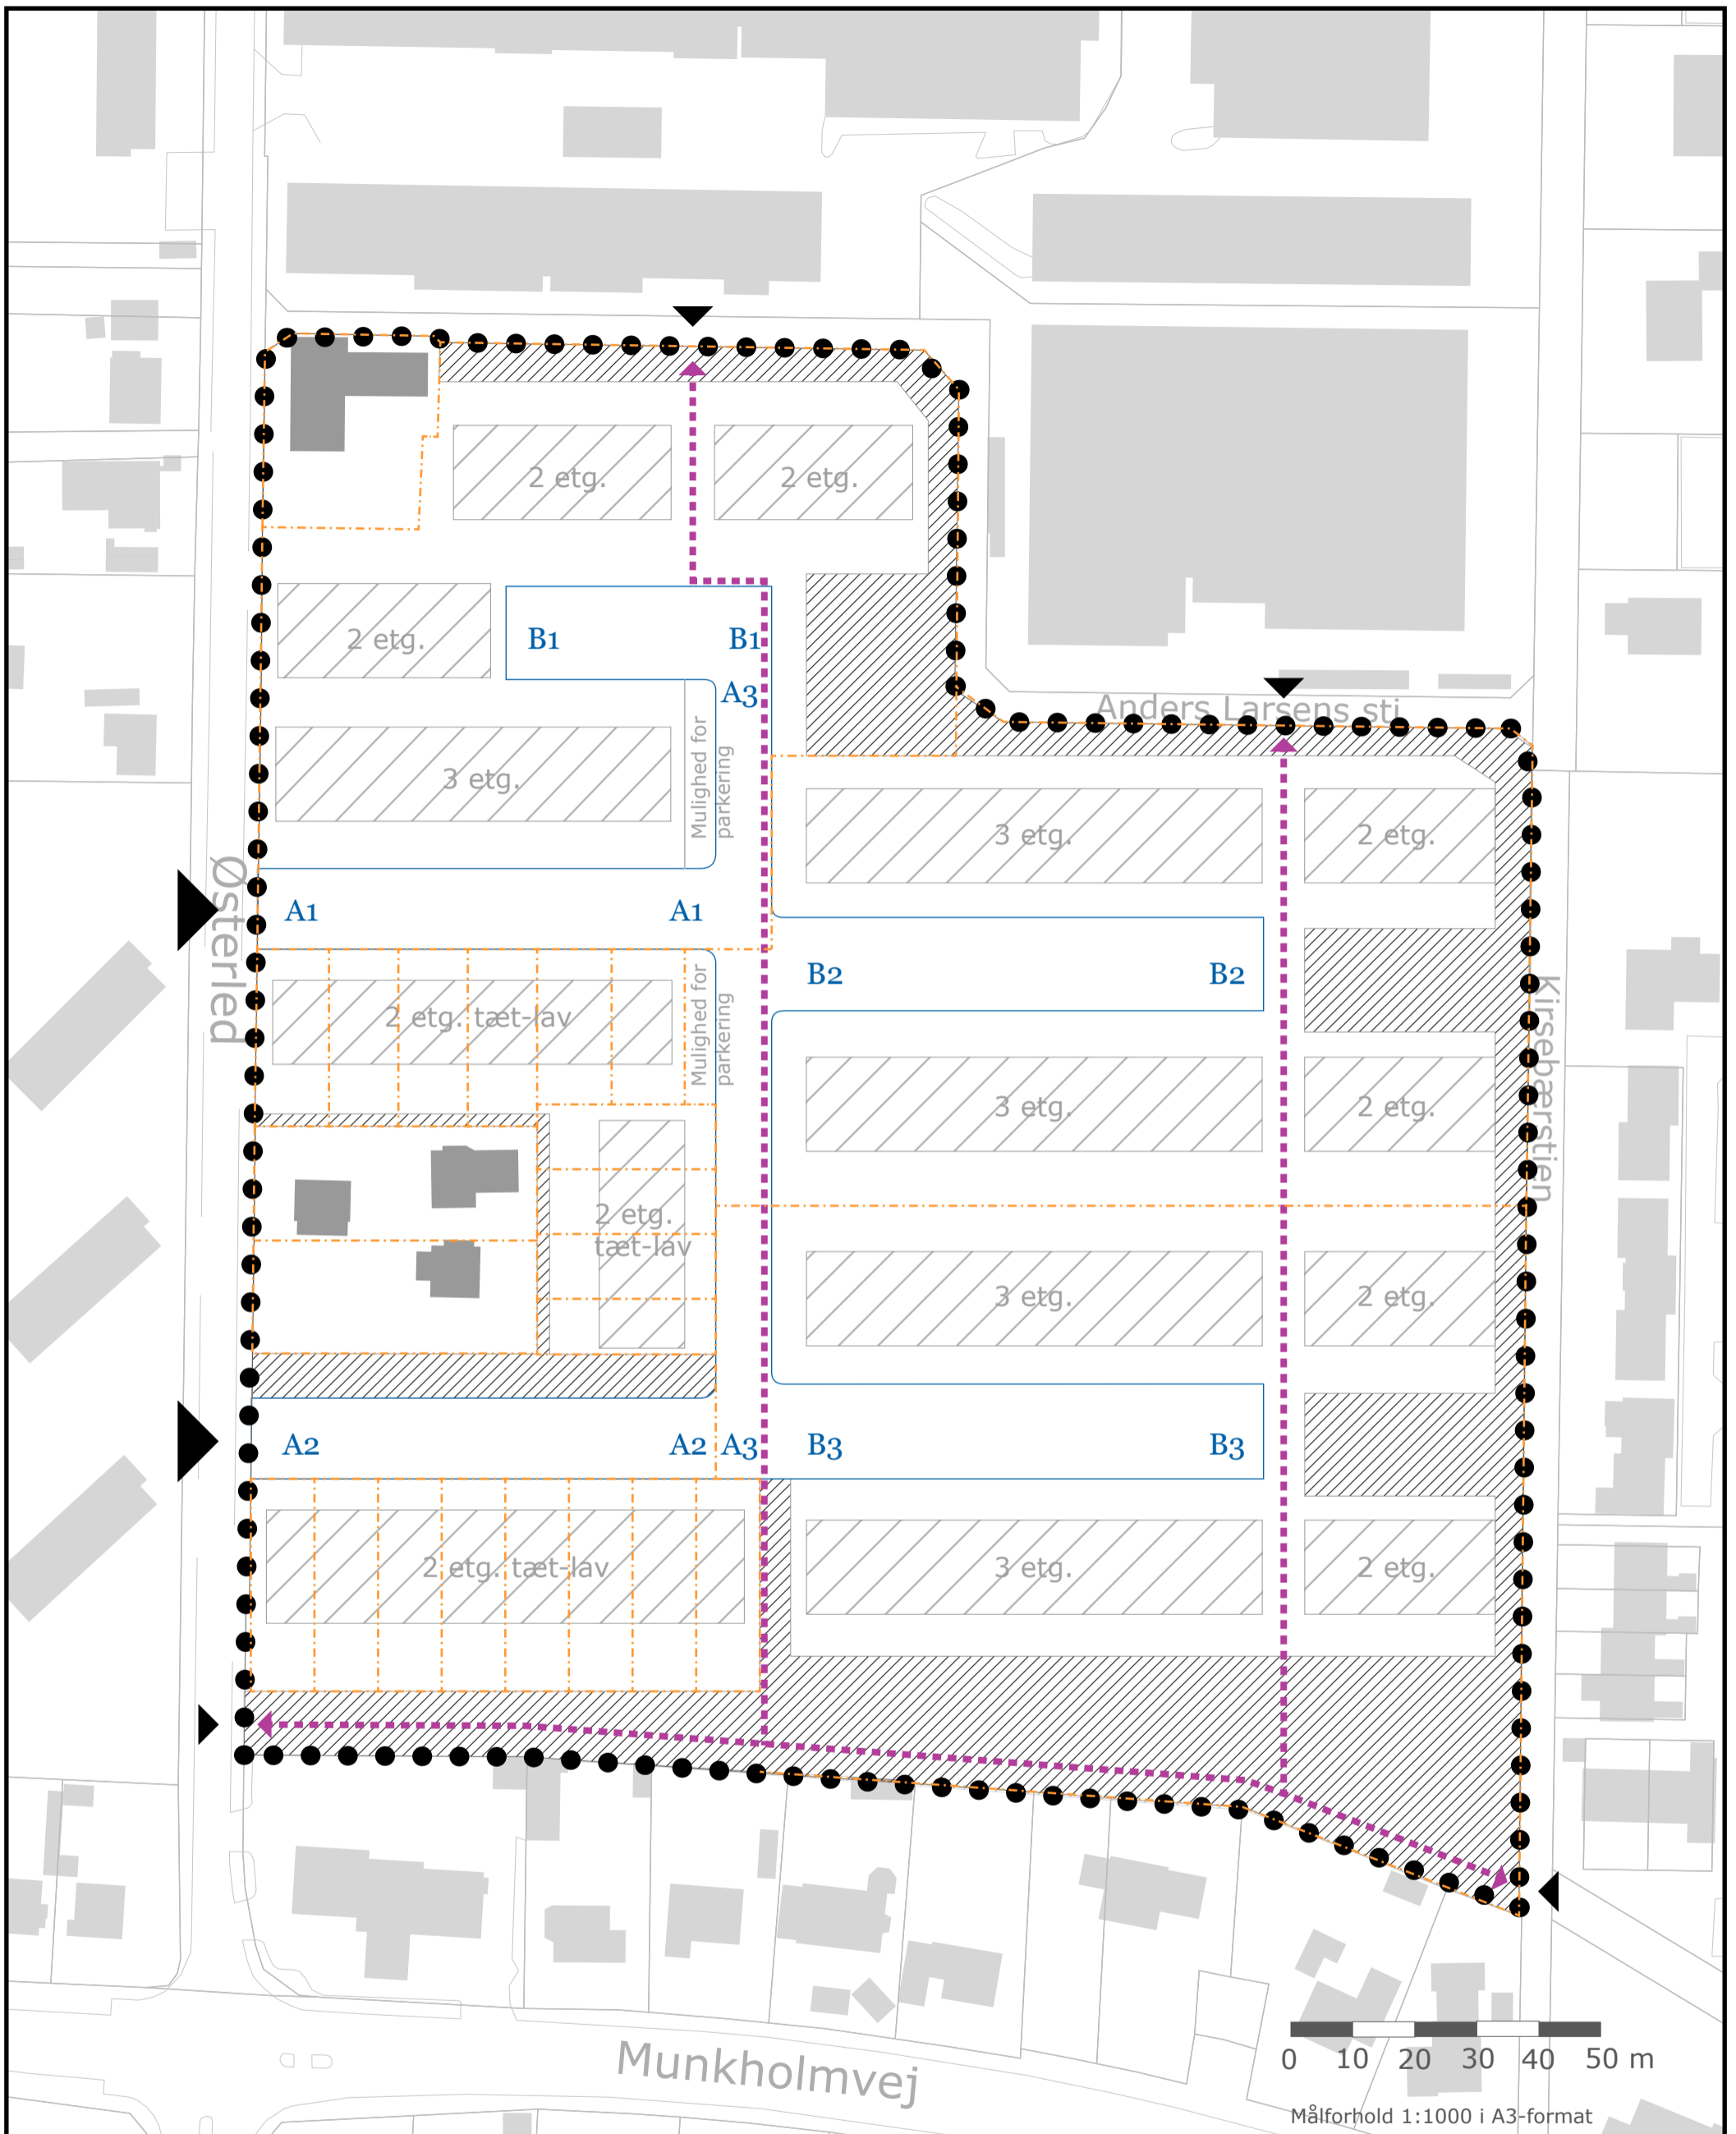 2 etg.
2 etg.
2 etg.
B1
B1
A3
Anders Larsens sti
Mulighed for
parkering
3 etg.
3 etg.
2 etg.
Østerled
A1
A1
B2
B2
Mulighed for
parkering
2 etg. tæt-lav
Kirsebærstien
3 etg.
2 etg.
2 etg.
tæt-lav
3 etg.
2 etg.
A2
A2
A3
B3
B3
2 etg. tæt-lav
3 etg.
2 etg.
Munkholmvej
0 10 20 30 40 50 m
Målforhold 1:1000 i A3-format